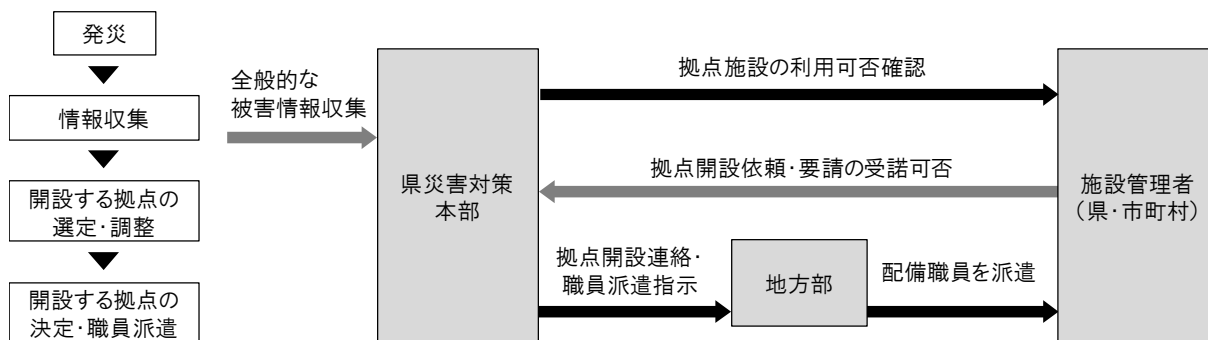 発災
情報収集
開設する拠点の
選定・調整
開設する拠点の
決定・職員派遣
全般的な
被害情報収集
県災害対策
本部
拠点施設の利用可否確認
拠点開設依頼・要請の受諾可否
拠点開設連絡・
職員派遣指示
地方部
配備職員を派遣
施設管理者
（県・市町村）